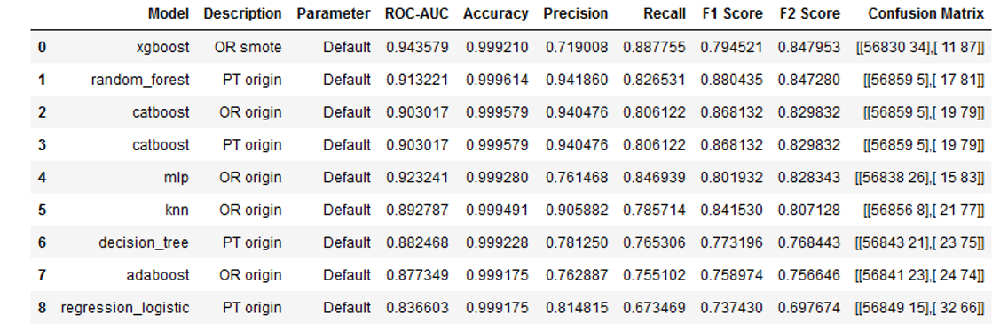 Model Description Parameter ROC-AUC Accuracy Precision Recall F1 Score F2 Score Confusion Matrix
0 xgboost OR smote Default 0.943579 0.999210 0.719008 0.887755 0.794521 0.847953 [[56830 34],[ 11 87]]
1 random_forest PT origin Default 0.913221 0.999614 0.941860 0.826531 0.880435 0.847280 [[56859 5],[ 17 81]]
2 catboost OR origin Default 0.903017 0.999579 0.940476 0.806122 0.868132 0.829832 [[56859 5],[ 19 79]]
3 catboost PT origin Default 0.903017 0.999579 0.940476 0.806122 0.868132 0.829832 [[56859 5],[ 19 79]]
4 mlp OR origin Default 0.923241 0.999280 0.761468 0.846939 0.801932 0.828343 [[56838 26],[ 15 83]]
5 knn OR origin Default 0.892787 0.999491 0.905882 0.785714 0.841530 0.807128 [[56856 8],[ 21 77]]
6 decision_tree PT origin Default 0.882468 0.999228 0.781250 0.765306 0.773196 0.768443 [[56843 21],[ 23 75]]
7 adaboost OR origin Default 0.877349 0.999175 0.762887 0.755102 0.758974 0.756646 [[56841 23],[ 24 74]]
8 regression_logistic PT origin Default 0.836603 0.999175 0.814815 0.673469 0.737430 0.697674 [[56849 15],[ 32 66]]